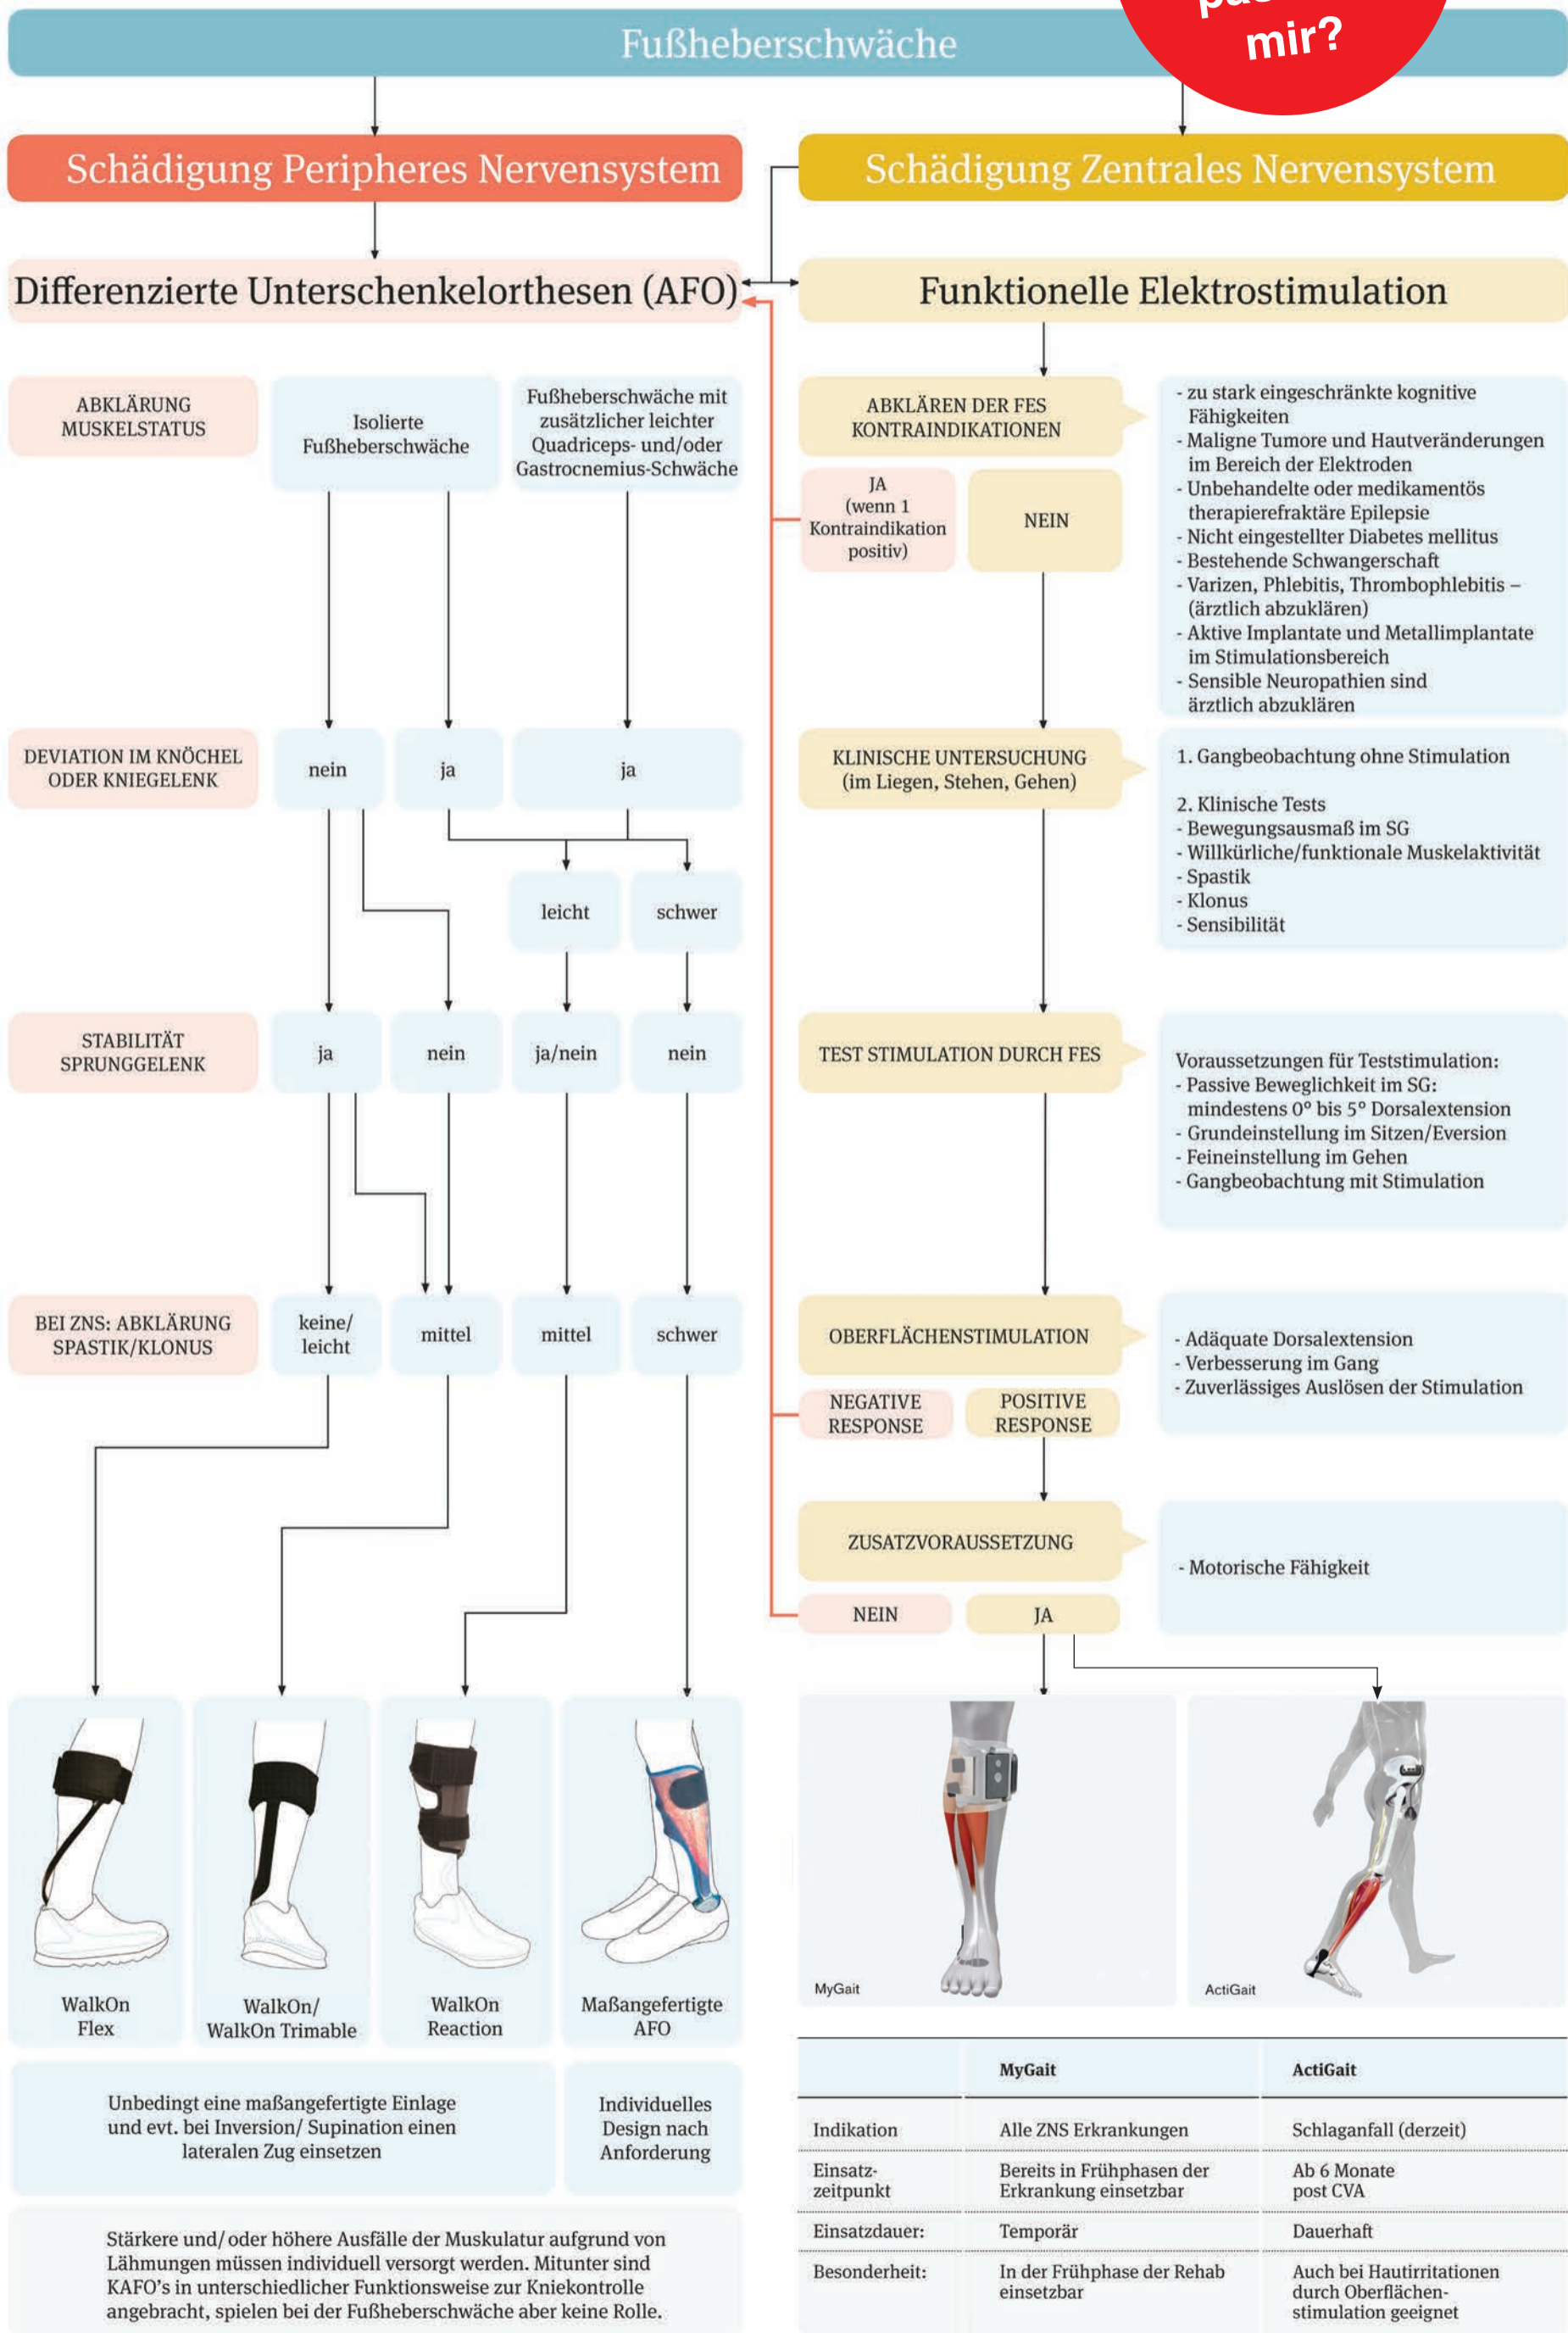 mir?
Fußheberschwäche
Schädigung Peripheres Nervensystem
Schädigung Zentrales Nervensystem
Differenzierte Unterschenkelorthesen (AFO)
Funktionelle Elektrostimulation
ABKLÄRUNG
MUSKELSTATUS
Isolierte
Fußheberschwäche
Fußheberschwäche mit
zusätzlicher leichter
Quadriceps- und/oder
Gastrocnemius-Schwäche
DEVIATION IM KNÖCHEL
ODER KNIEGELENK
nein
ja
ja
leicht
schwer
STABILITÄT
SPRUNGGELENK
ja
nein
ja/nein
nein
BEI ZNS: ABKLÄRUNG
SPASTIK/KLONUS
keine/
leicht
mittel
mittel
schwer
WalkOn
Flex
WalkOn/
WalkOn Trimable
WalkOn
Reaction
Maßangefertigte
AFO
Unbedingt eine maßangefertigte Einlage
und evt. bei Inversion/ Supination einen
lateralen Zug einsetzen
Individuelles
Design nach
Anforderung
Stärkere und/ oder höhere Ausfälle der Muskulatur aufgrund von
Lähmungen müssen individuell versorgt werden. Mitunter sind
KAFO's in unterschiedlicher Funktionsweise zur Kniekontrolle
angebracht, spielen bei der Fußheberschwäche aber keine Rolle.
ABKLÄREN DER FES
KONTRAINDIKATIONEN
- zu stark eingeschränkte kognitive
Fähigkeiten
- Maligne Tumore und Hautveränderungen
im Bereich der Elektroden
- Unbehandelte oder medikamentös
therapierefraktäre Epilepsie
- Nicht eingestellter Diabetes mellitus
- Bestehende Schwangerschaft
- Varizen, Phlebitis, Thrombophlebitis –
(ärztlich abzuklären)
- Aktive Implantate und Metallimplantate
im Stimulationsbereich
- Sensible Neuropathien sind
ärztlich abzuklären
JA
(wenn 1
Kontraindikation
positiv)
NEIN
KLINISCHE UNTERSUCHUNG
(im Liegen, Stehen, Gehen)
1. Gangbeobachtung ohne Stimulation
2. Klinische Tests
- Bewegungsausmaß im SG
- Willkürliche/funktionale Muskelaktivität
- Spastik
- Klonus
- Sensibilität
TEST STIMULATION DURCH FES
Voraussetzungen für Teststimulation:
- Passive Beweglichkeit im SG:
mindestens 0° bis 5° Dorsalextension
- Grundeinstellung im Sitzen/Eversion
- Feineinstellung im Gehen
- Gangbeobachtung mit Stimulation
OBERFLÄCHENSTIMULATION
- Adäquate Dorsalextension
- Verbesserung im Gang
- Zuverlässiges Auslösen der Stimulation
NEGATIVE
RESPONSE
POSITIVE
RESPONSE
ZUSATZVORAUSSETZUNG
- Motorische Fähigkeit
NEIN
JA
MyGait
ActiGait
MyGait ActiGait
Indikation Alle ZNS Erkrankungen Schlaganfall (derzeit)
Einsatz- Bereits in Frühphasen der Ab 6 Monate
zeitpunkt Erkrankung einsetzbar post CVA
Einsatzdauer: Temporär Dauerhaft
Besonderheit: In der Frühphase der Rehab Auch bei Hautirritationen
einsetzbar durch Oberflächen-
stimulation geeignet